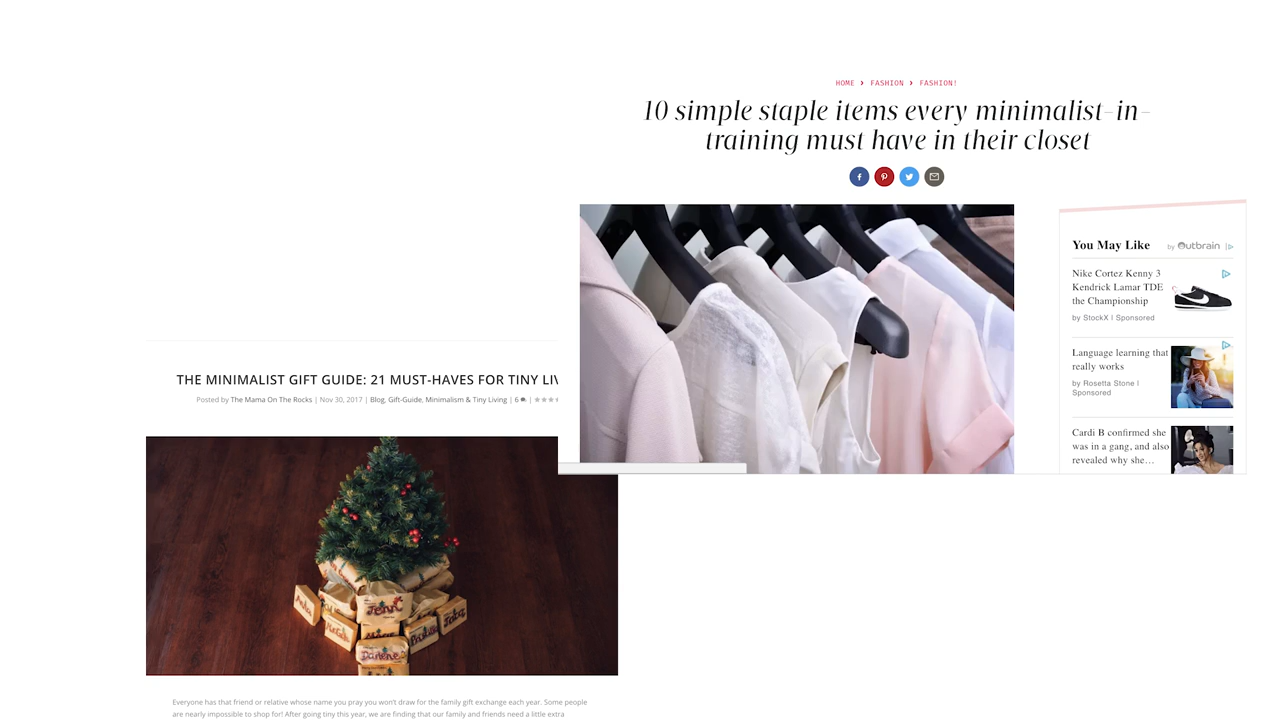 HOME › FASHION › FASHION!
10 simple staple items every minimalist-in-
training must have in their closet
You May Like
by Outbrain
Nike Cortez Kenny 3
Kendrick Lamar TDE
the Championship
by StockX | Sponsored
Language learning that
really works
by Rosetta Stone |
Sponsored
Cardi B confirmed she
was in a gang, and also
revealed why she…
THE MINIMALIST GIFT GUIDE: 21 MUST-HAVES FOR TINY LIV
Posted by The Mama On The Rocks | Nov 30, 2017 | Blog, Gift-Guide, Minimalism & Tiny Living | 6
Jenn
Darlene
Everyone has that friend or relative whose name you pray you won't draw for the family gift exchange each year. Some people
are nearly impossible to shop for! After going tiny this year, we are finding that our family and friends need a little extra